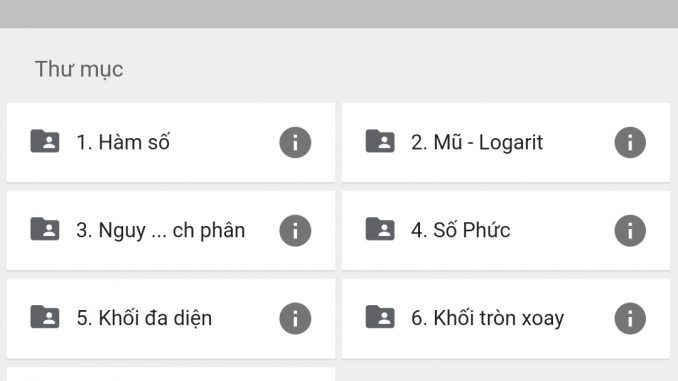 Thư mục
1. Hàm số
2. Mũ - Logarit
3. Nguy ... ch phân
4. Số Phức
5. Khối đa diện
6. Khối tròn xoay